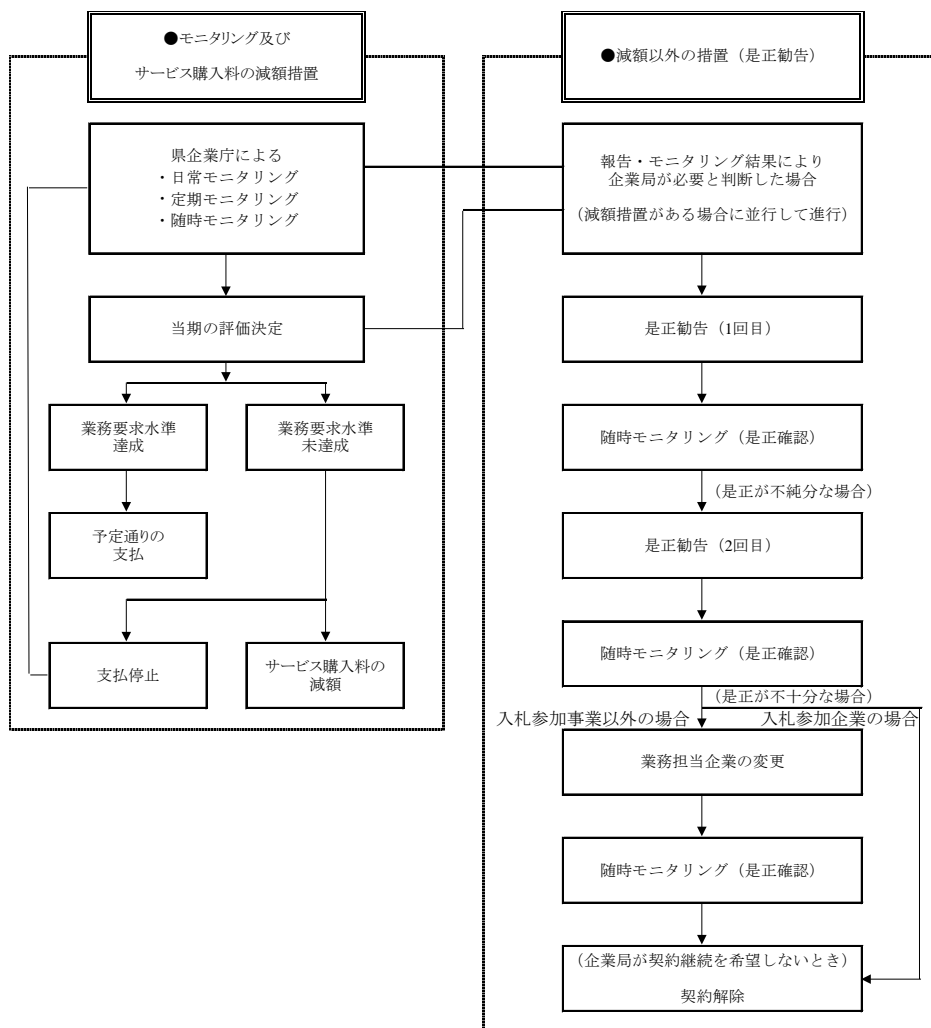 ●モニタリング及び
サービス購入料の減額措置
県企業庁による
・日常モニタリング
・定期モニタリング
・随時モニタリング
当期の評価決定
業務要求水準
達成
業務要求水準
未達成
予定通りの
支払
支払停止
サービス購入料の
減額
●減額以外の措置（是正勧告）
報告・モニタリング結果により
企業局が必要と判断した場合
（減額措置がある場合に並行して進行）
是正勧告（1回目）
随時モニタリング（是正確認）
（是正が不純分な場合）
是正勧告（2回目）
随時モニタリング（是正確認）
（是正が不十分な場合）
入札参加事業以外の場合
入札参加企業の場合
業務担当企業の変更
随時モニタリング（是正確認）
（企業局が契約継続を希望しないとき）
契約解除